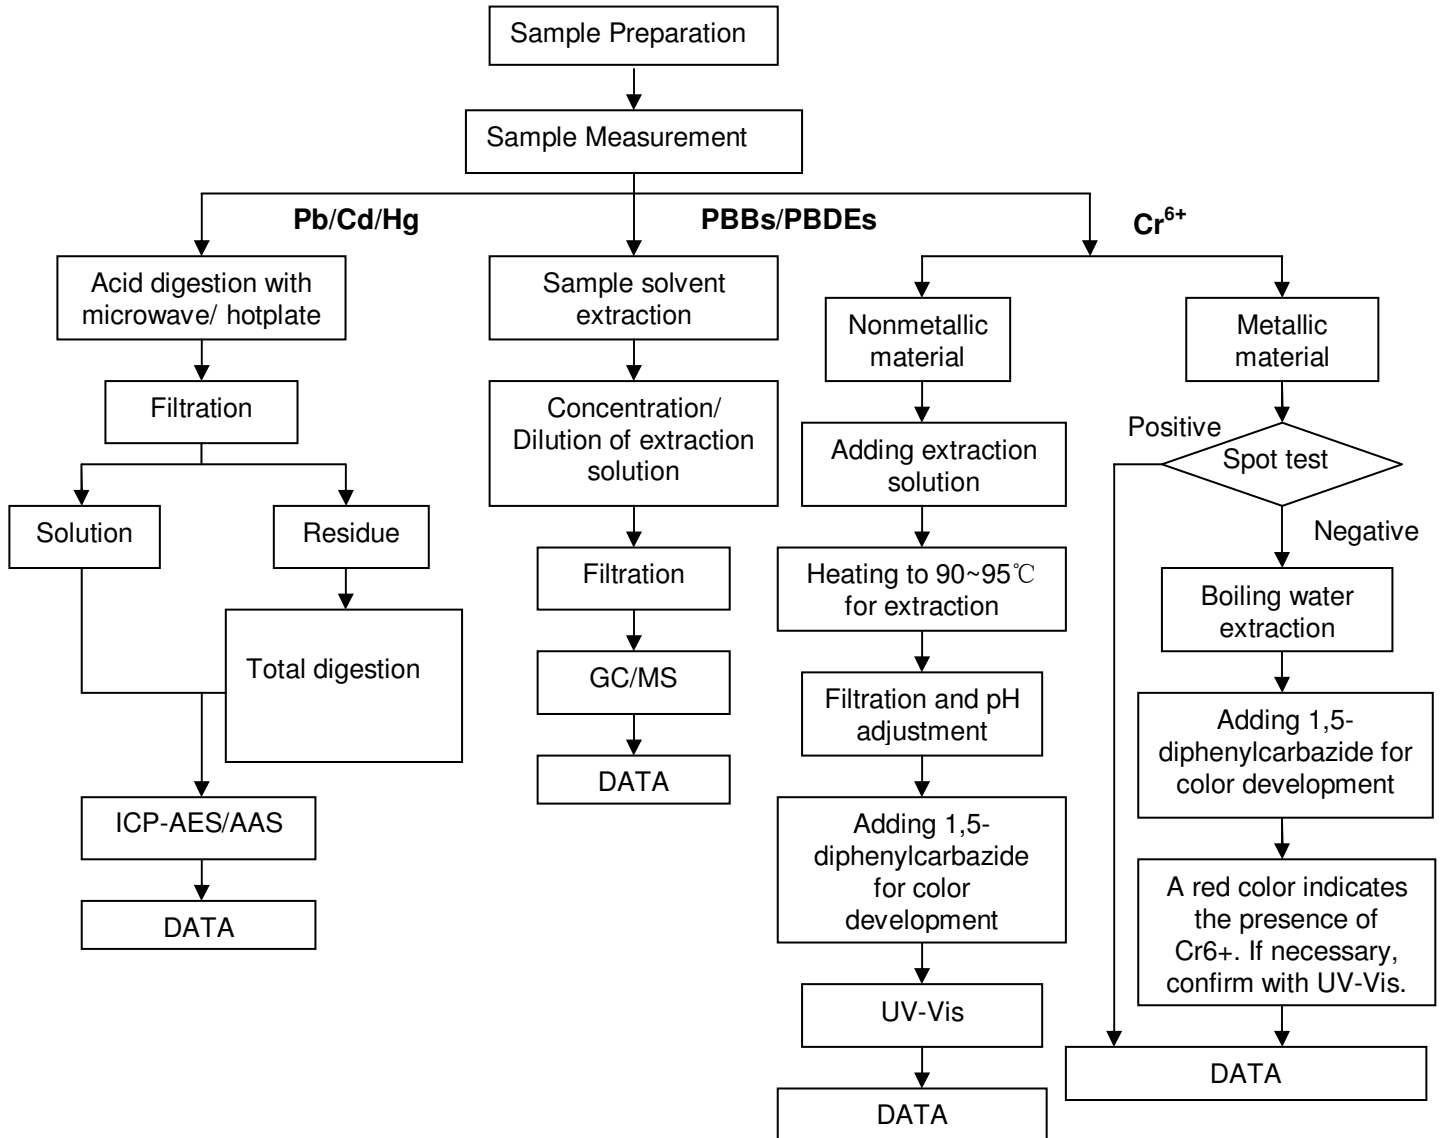 Sample Preparation
Sample Measurement
Pb/Cd/Hg
PBBs/PBDEs
Cr6+
Acid digestion with
microwave/ hotplate
Filtration
Solution
Residue
Total digestion
ICP-AES/AAS
DATA
Sample solvent
extraction
Concentration/
Dilution of extraction
solution
Filtration
GC/MS
DATA
Nonmetallic
material
Adding extraction
solution
Heating to 90~95℃
for extraction
Filtration and pH
adjustment
Adding 1,5-
diphenylcarbazide
for color
development
UV-Vis
DATA
Metallic
material
Positive
Spot test
Negative
Boiling water
extraction
Adding 1,5-
diphenylcarbazide for
color development
A red color indicates
the presence of
Cr6+. If necessary,
confirm with UV-Vis.
DATA